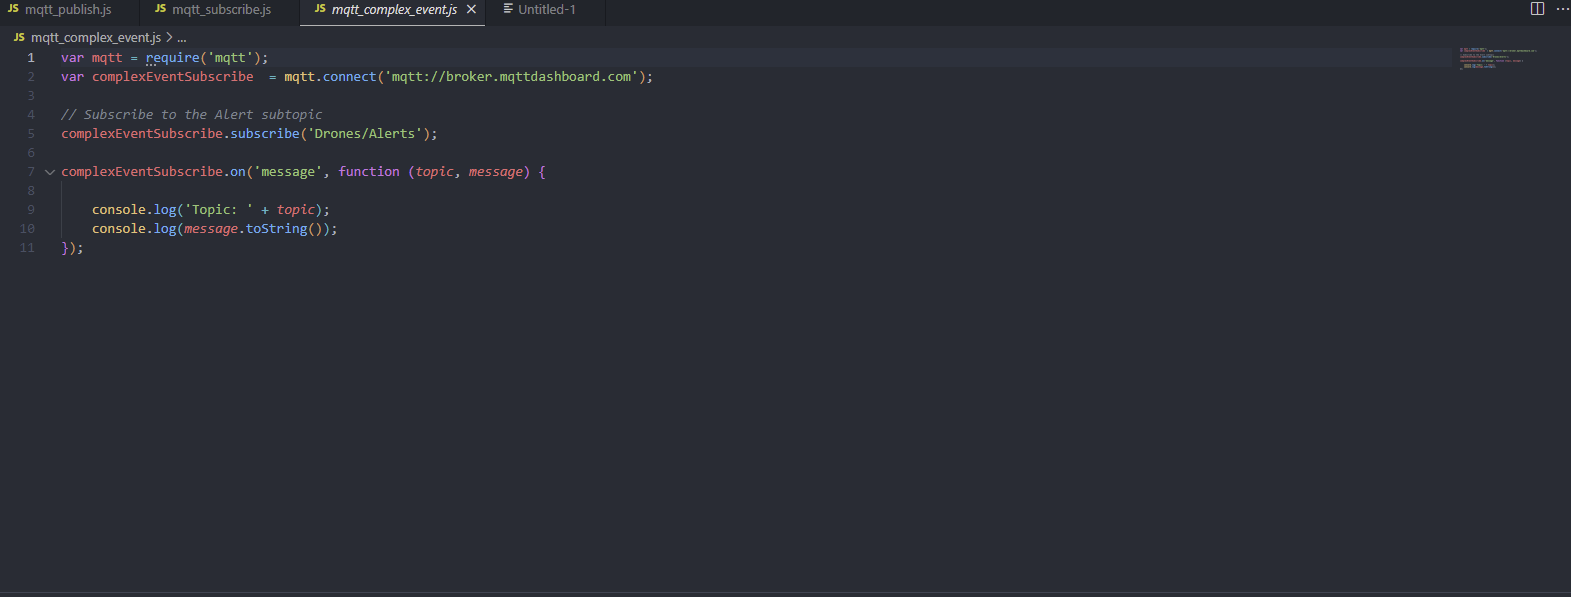 JS mqtt_publish.js JS mqtt_subscribe.js JS mqtt_complex_event.js × Untitled-1 ...
JS mqtt_complex_event.js > ...
1 var mqtt = require('mqtt');
2 var complexEventSubscribe  = mqtt.connect('mqtt://broker.mqttdashboard.com');
3
4 // Subscribe to the Alert subtopic
5 complexEventSubscribe.subscribe('Drones/Alerts');
6
7 complexEventSubscribe.on('message', function (topic, message) {
8
9     console.log('Topic: ' + topic);
10     console.log(message.toString());
11 });